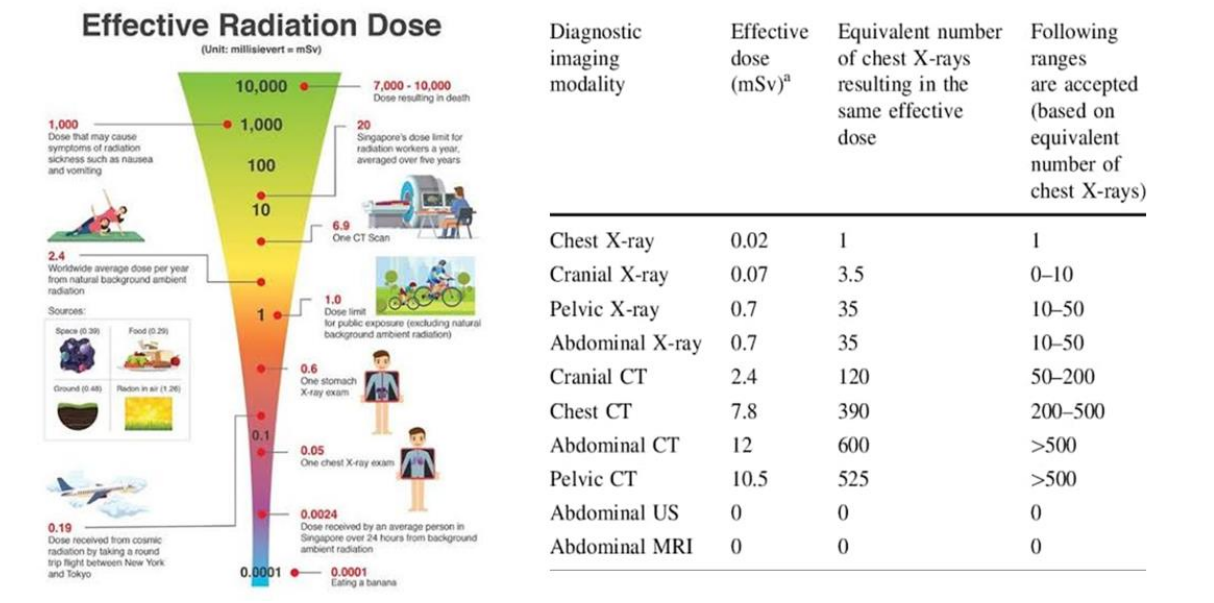 Effective Radiation Dose
(Unit: millisievert = mSv)
10,000
7,000 - 10,000
Dose resulting in death
1,000
Dose that may cause
symptoms of radiation
sickness such as nausea
and vomiting
1,000
20
Singapore's dose limit for
radiation workers a year,
averaged over five years
100
10
6.9
One CT Scan
2.4
Worldwide average dose per year
from natural background ambient
radiation
Sources:
Space (0.39)
Food (0.29)
Ground (0.48)
Radon in air (1.26)
1
1.0
Dose limit
for public exposure (excluding natural
background ambient radiation)
0.6
One stomach
X-ray exam
0.1
0.05
One chest X-ray exam
0.19
Dose received from cosmic
radiation by taking a round
trip flight between New York
and Tokyo
0.0024
Dose received by an average person in
Singapore over 24 hours from background
ambient radiation
0.0001
0.0001
Eating a banana
Diagnostic
imaging
modality
Effective
dose
(mSv)a
Equivalent number
of chest X-rays
resulting in the
same effective
dose
Following
ranges
are accepted
(based on
equivalent
number of
chest X-rays)
Chest X-ray 0.02 1 1
Cranial X-ray 0.07 3.5 0–10
Pelvic X-ray 0.7 35 10–50
Abdominal X-ray 0.7 35 10–50
Cranial CT 2.4 120 50–200
Chest CT 7.8 390 200–500
Abdominal CT 12 600 >500
Pelvic CT 10.5 525 >500
Abdominal US 0 0 0
Abdominal MRI 0 0 0